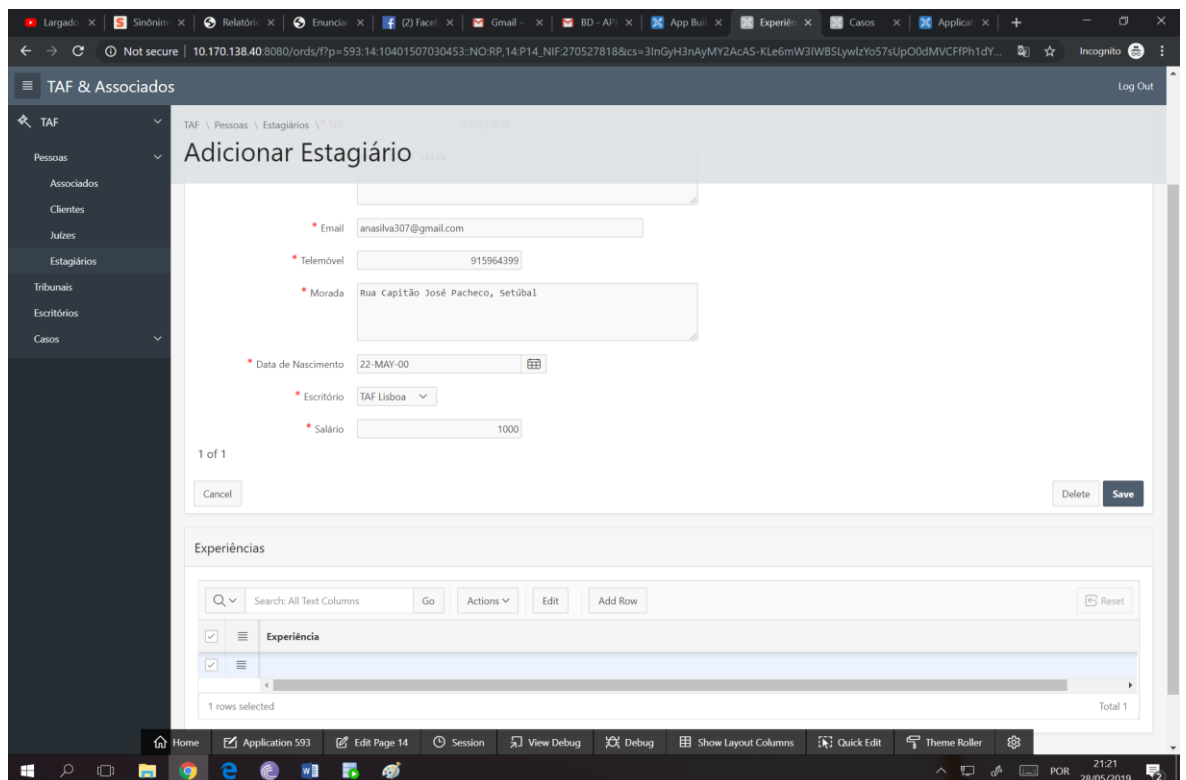 Largado
Sinónim
Relatóric
Enunciac
(2) Face
Gmail -
BD - API
App Buil
Experiên
Casos
Applicat
Not secure | 10.170.138.40:8080/ords/f?p=593:14:10401507030453::NO:RP,14:P14_NIF:270527818&cs=3InGyH3nAyMY2AcAS-KLe6mW3IWBSLywlzYo57sUpO0dMVCFfPh1dY...
Incognito
TAF & Associados
Log Out
TAF
Pessoas
Associados
Clientes
Juízes
Estagiários
Tribunais
Escritórios
Casos
TAF \ Pessoas \ Estagiários \ * NIF 270527818
Adicionar Estagiário
Silva
* Email anasilva307@gmail.com
* Telemóvel 915964399
* Morada Rua Capitão José Pacheco, Setúbal
* Data de Nascimento 22-MAY-00
* Escritório TAF Lisboa
* Salário 1000
1 of 1
Cancel
Delete
Save
Experiências
Search: All Text Columns
Go
Actions
Edit
Add Row
Reset
Experiência
1 rows selected
Total 1
Home
Application 593
Edit Page 14
Session
View Debug
Debug
Show Layout Columns
Quick Edit
Theme Roller
POR
21:21
28/05/2019